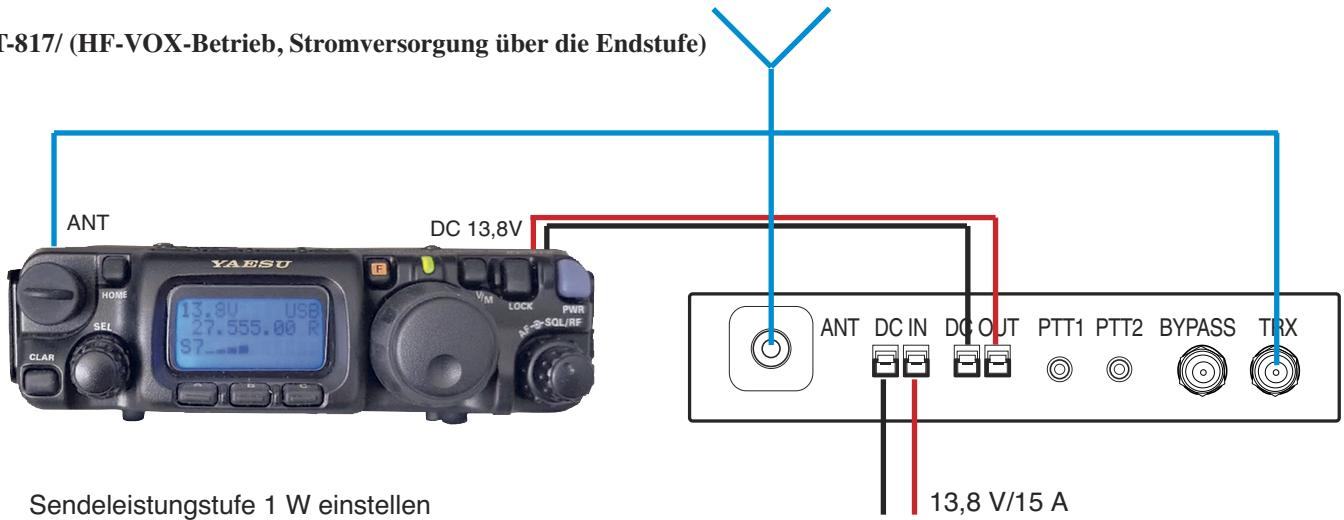 T-817/ (HF-VOX-Betrieb, Stromversorgung über die Endstufe)
ANT
DC 13,8V
YAESU
F
HOME
V/M
LOCK
PWR
13.8V USB
27.555.00 R
S7
SEL
AF SQL/RF
CLAR
A B C
ANT DC IN DC OUT PTT1 PTT2 BYPASS TRX
Sendeleistungstufe 1 W einstellen
13,8 V/15 A